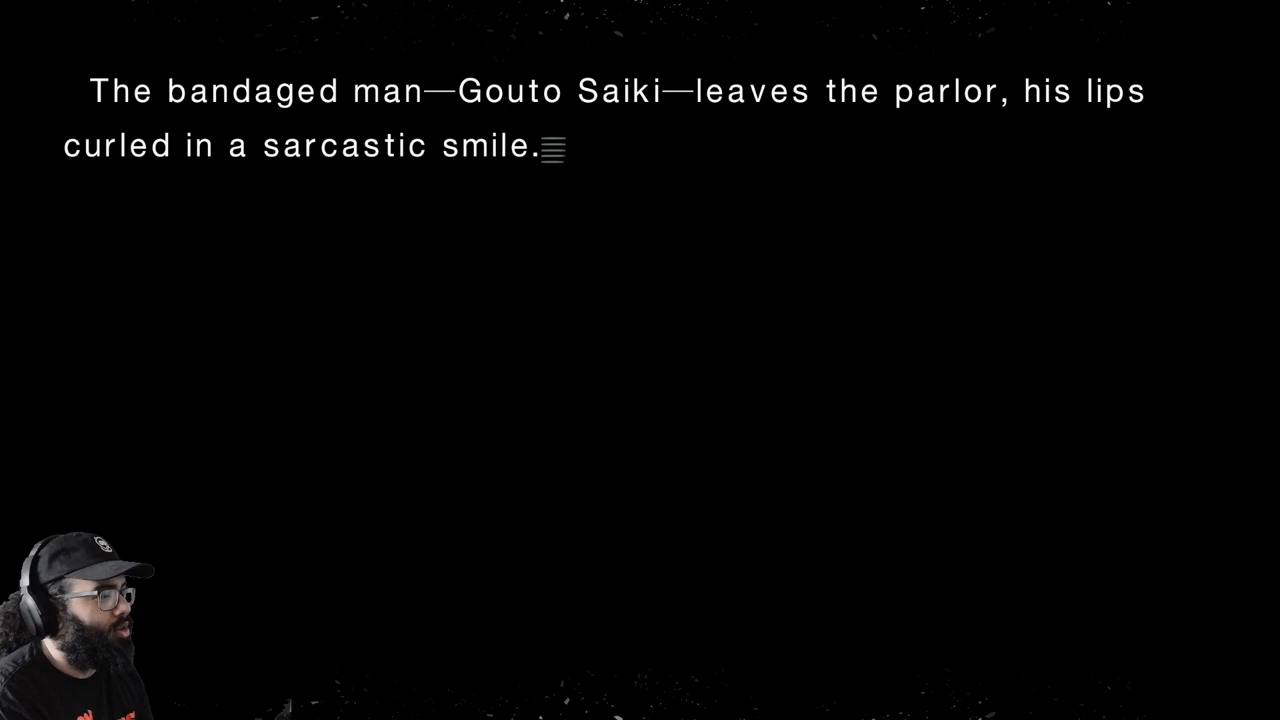 The bandaged man—Gouto Saiki—leaves the parlor, his lips
curled in a sarcastic smile.